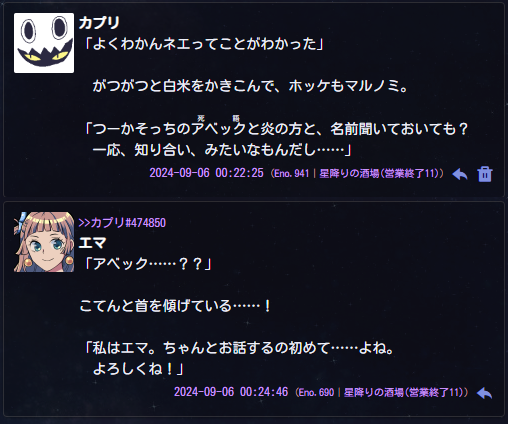 カプリ
「よくわかんネエってことがわかった」
がつがつと白米をかきこんで、ホッケもマルノミ。
死 籍
「つーかそっちのアベックと炎の方と、名前聞いておいても？
一応、知り合い、みたいなもんだし……」
2024-09-06 00:22:25 (Eno.941｜星降りの酒場(営業終了11))
>>カプリ#474850
エマ
「アベック……？？」
こてんと首を傾げている……！
「私はエマ。ちゃんとお話するの初めて……よね。
よろしくね！」
2024-09-06 00:24:46 (Eno.690｜星降りの酒場(営業終了11))